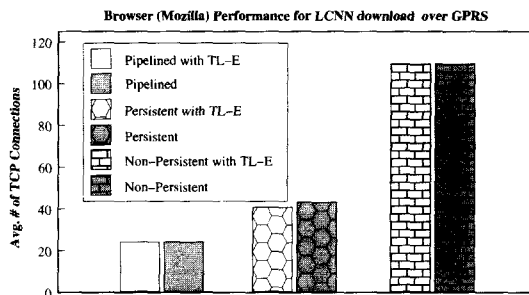 Browser (Mozilla) Performance for LCNN download over GPRS
Avg. # of TCP Connections
120
100
80
60
40
20
0
Pipelined with TL-E
Pipelined
Persistent with TL-E
Persistent
Non-Persistent with TL-E
Non-Persistent